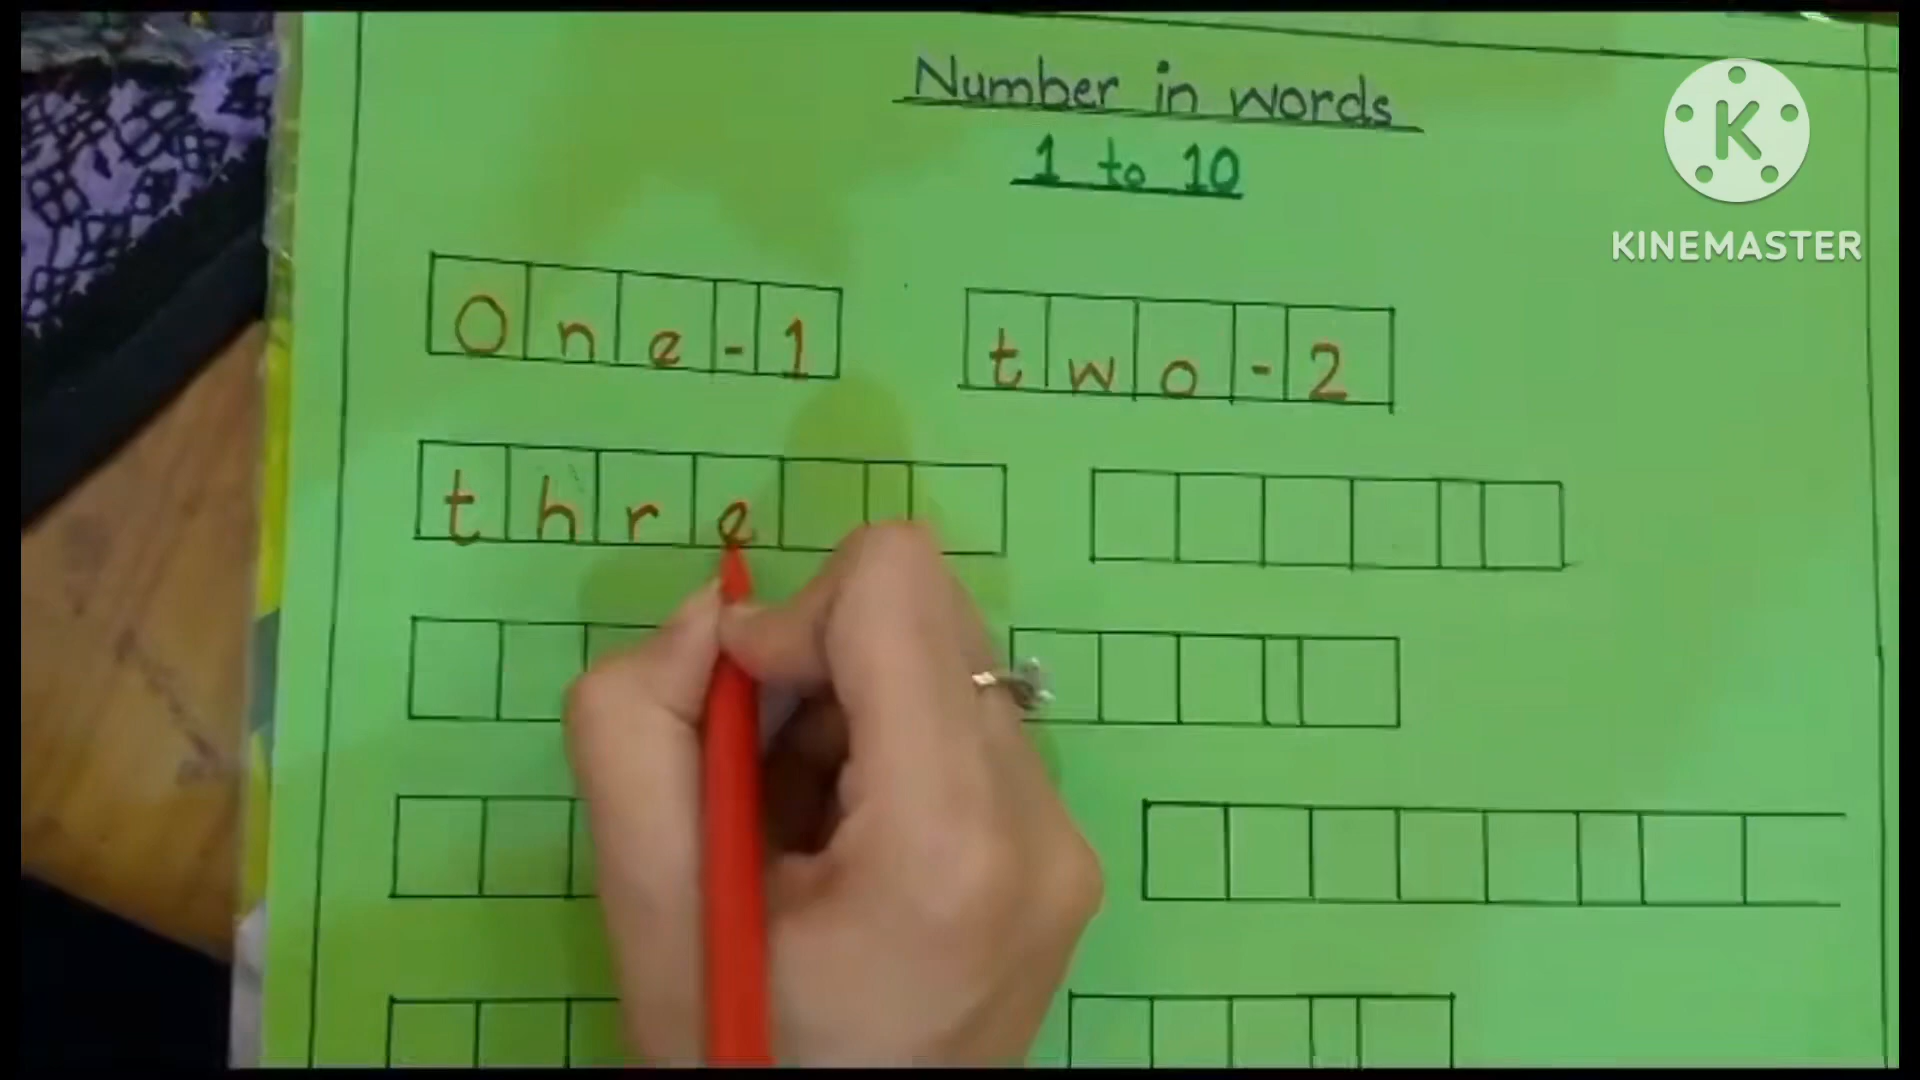 Number in words
1 to 10
K
KINEMASTER
One-1
two-2
thre